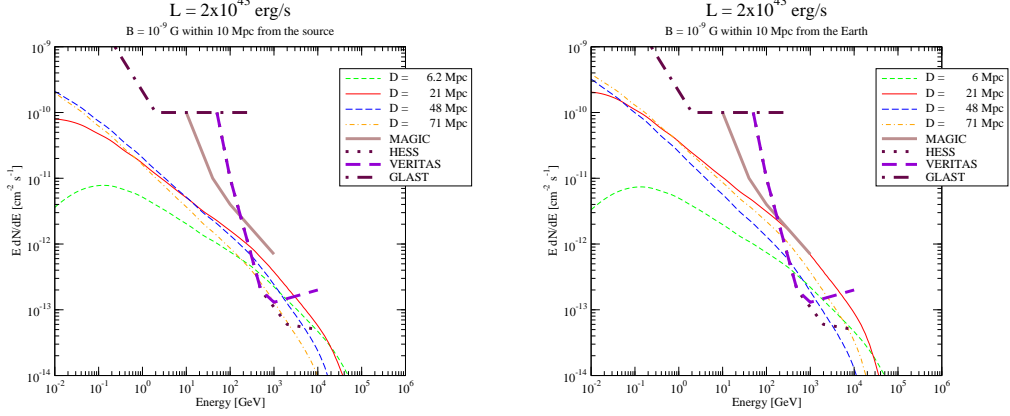 L = 2x10^43 erg/s
B = 10^-9 G within 10 Mpc from the source
10^-9
10^-10
10^-11
10^-12
10^-13
10^-14
E dN/dE [cm^-2 s^-1]
D = 6.2 Mpc
D = 21 Mpc
D = 48 Mpc
D = 71 Mpc
MAGIC
HESS
VERITAS
GLAST
10^-2 10^-1 10^0 10^1 10^2 10^3 10^4 10^5 10^6
Energy [GeV]
L = 2x10^43 erg/s
B = 10^-9 G within 10 Mpc from the Earth
10^-9
10^-10
10^-11
10^-12
10^-13
10^-14
E dN/dE [cm^-2 s^-1]
D = 6 Mpc
D = 21 Mpc
D = 48 Mpc
D = 71 Mpc
MAGIC
HESS
VERITAS
GLAST
10^-2 10^-1 10^0 10^1 10^2 10^3 10^4 10^5 10^6
Energy [GeV]